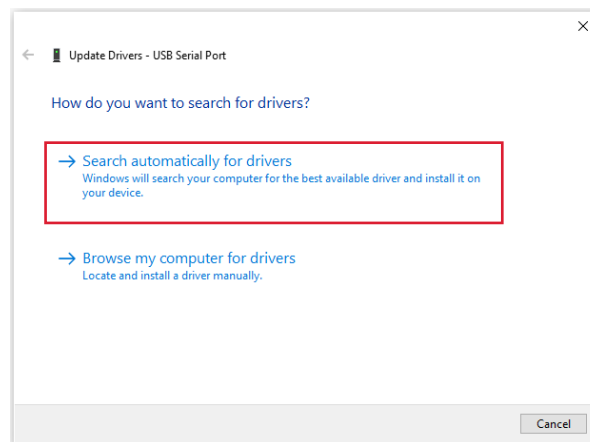 Update Drivers - USB Serial Port
How do you want to search for drivers?
Search automatically for drivers
Windows will search your computer for the best available driver and install it on
your device.
Browse my computer for drivers
Locate and install a driver manually.
Cancel